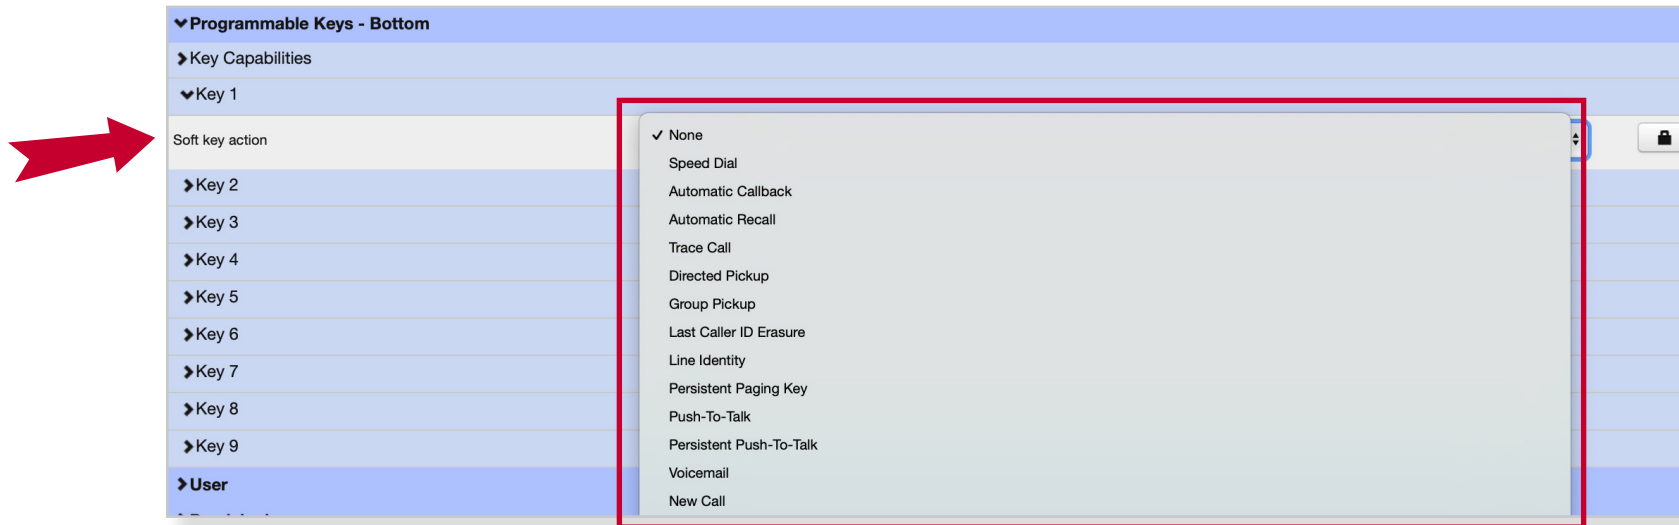 Programmable Keys - Bottom
Key Capabilities
Key 1
Soft key action
None
Speed Dial
Automatic Callback
Automatic Recall
Trace Call
Directed Pickup
Group Pickup
Last Caller ID Erasure
Line Identity
Persistent Paging Key
Push-To-Talk
Persistent Push-To-Talk
Voicemail
New Call
Key 2
Key 3
Key 4
Key 5
Key 6
Key 7
Key 8
Key 9
User